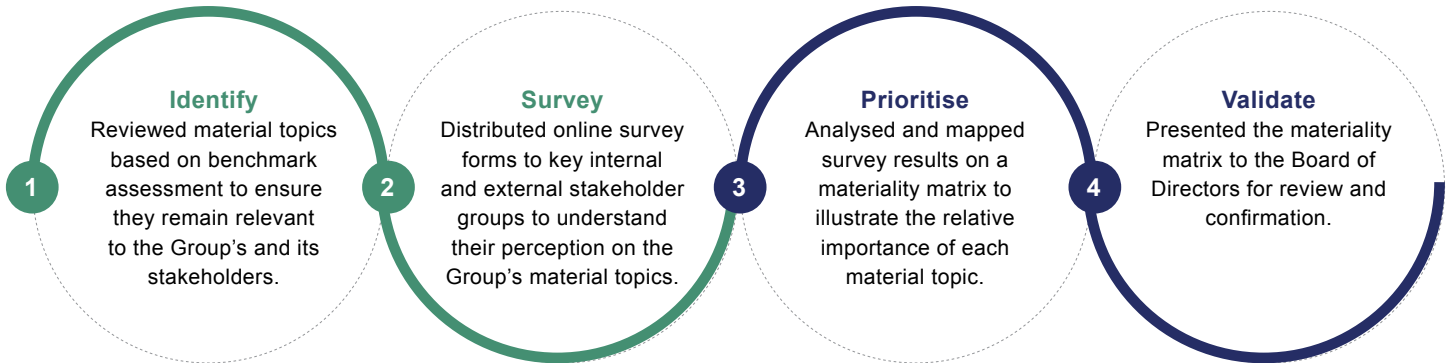 1
Identify
Reviewed material topics
based on benchmark
assessment to ensure
they remain relevant
to the Group's and its
stakeholders.
2
Survey
Distributed online survey
forms to key internal
and external stakeholder
groups to understand
their perception on the
Group's material topics.
3
Prioritise
Analysed and mapped
survey results on a
materiality matrix to
illustrate the relative
importance of each
material topic.
4
Validate
Presented the materiality
matrix to the Board of
Directors for review and
confirmation.